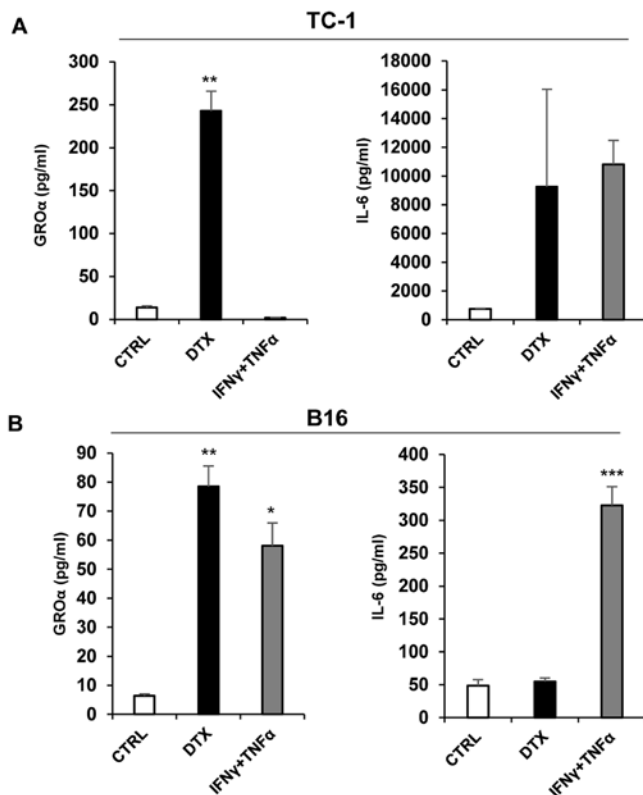 A
TC-1
GROα (pg/ml)
300
250
200
150
100
50
0
**
CTRL
DTX
IFNγ+TNFα
IL-6 (pg/ml)
18000
16000
14000
12000
10000
8000
6000
4000
2000
0
CTRL
DTX
IFNγ+TNFα
B
B16
GROα (pg/ml)
90
80
70
60
50
40
30
20
10
0
**
*
CTRL
DTX
IFNγ+TNFα
IL-6 (pg/ml)
400
350
300
250
200
150
100
50
0
***
CTRL
DTX
IFNγ+TNFα